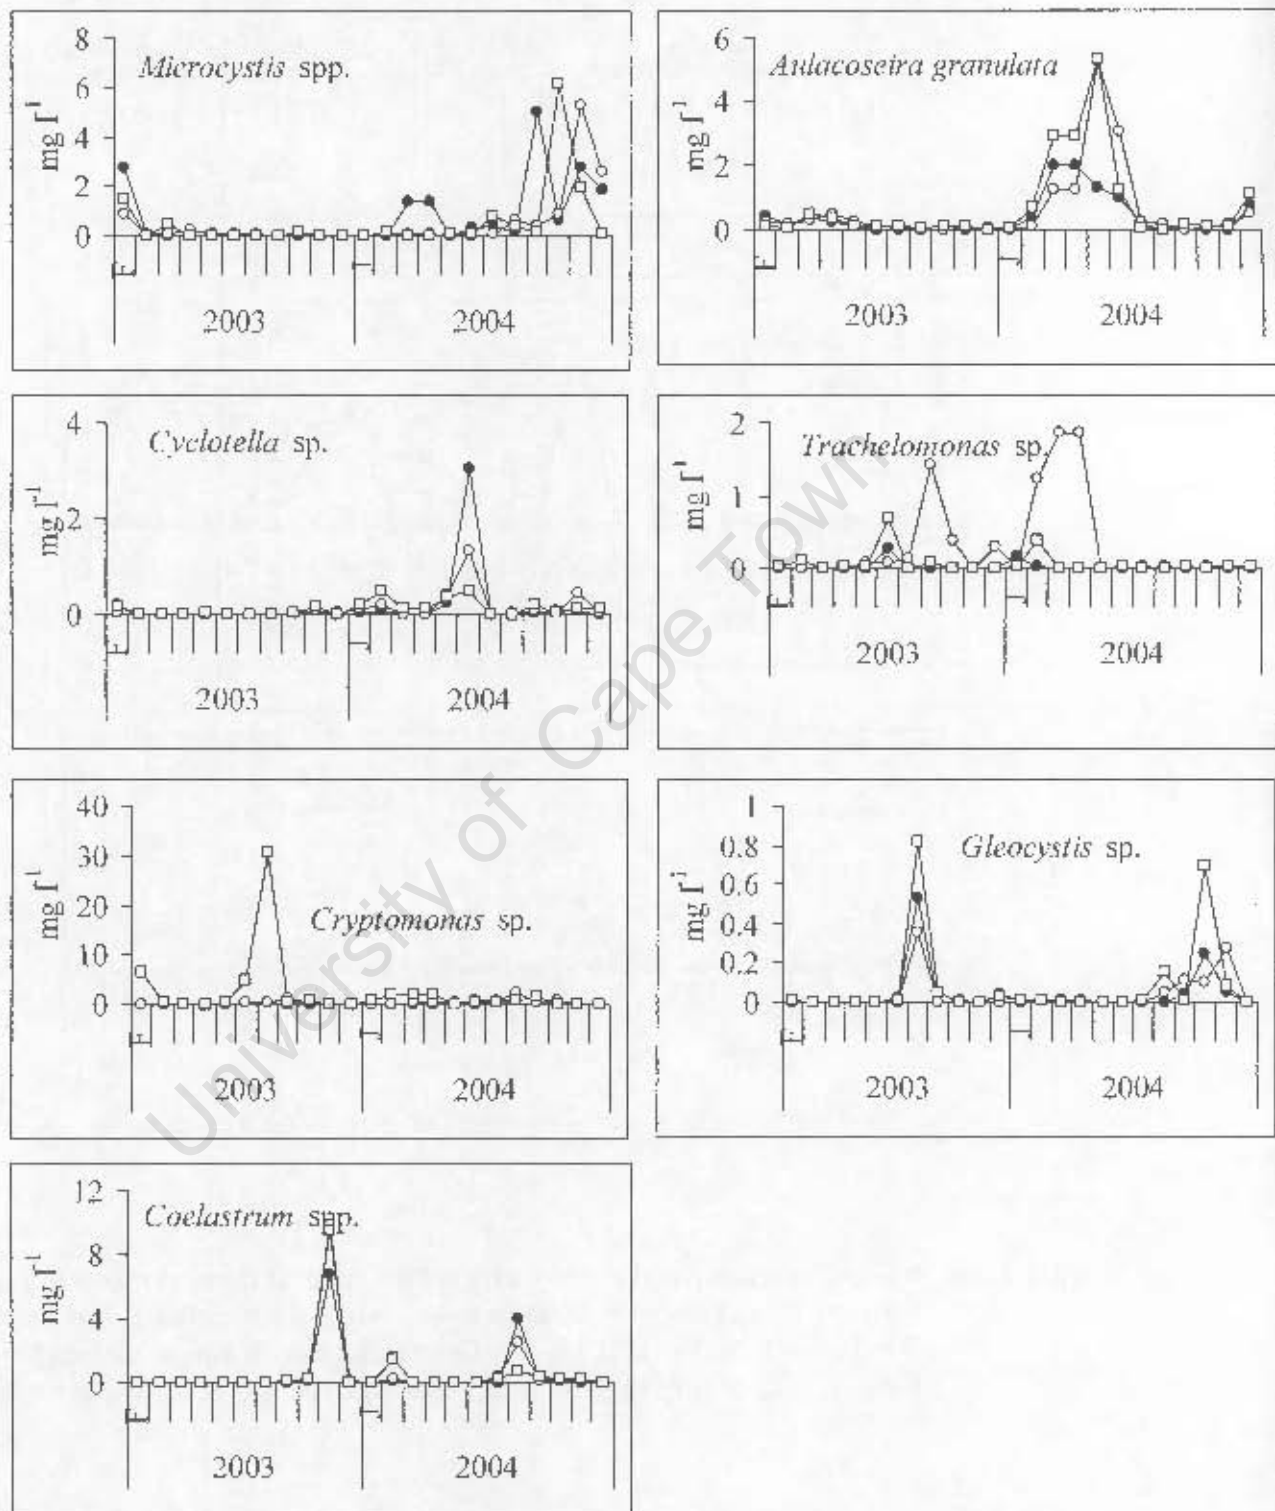 Microcystis spp.
mg l-1
8
6
4
2
0
J
2003
2004
Aulacoseira granulata
mg l-1
6
4
2
0
2003
2004
Cyclotella sp.
mg l-1
4
2
0
2003
2004
Trachelomonas sp.
mg l-1
2
1
0
2003
2004
Cryptomonas sp.
mg l-1
40
30
20
10
0
2003
2004
Gleocystis sp.
mg l-1
1
0.8
0.6
0.4
0.2
0
2003
2004
Coelastrum spp.
mg l-1
12
8
4
0
2003
2004
University of Cape Town